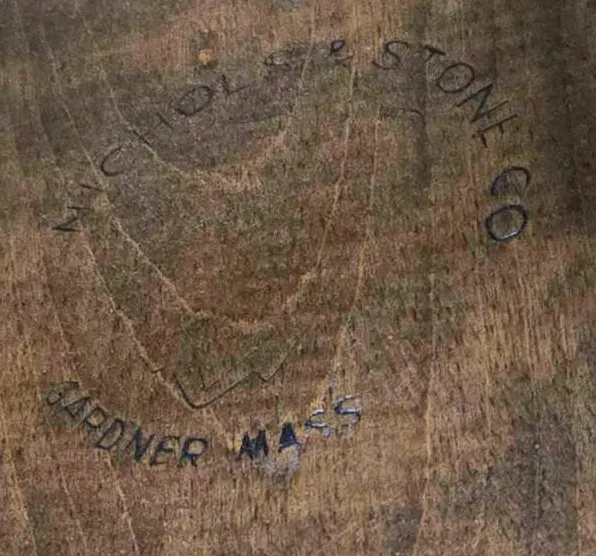 NICHOLS & STONE CO
GARDNER MASS